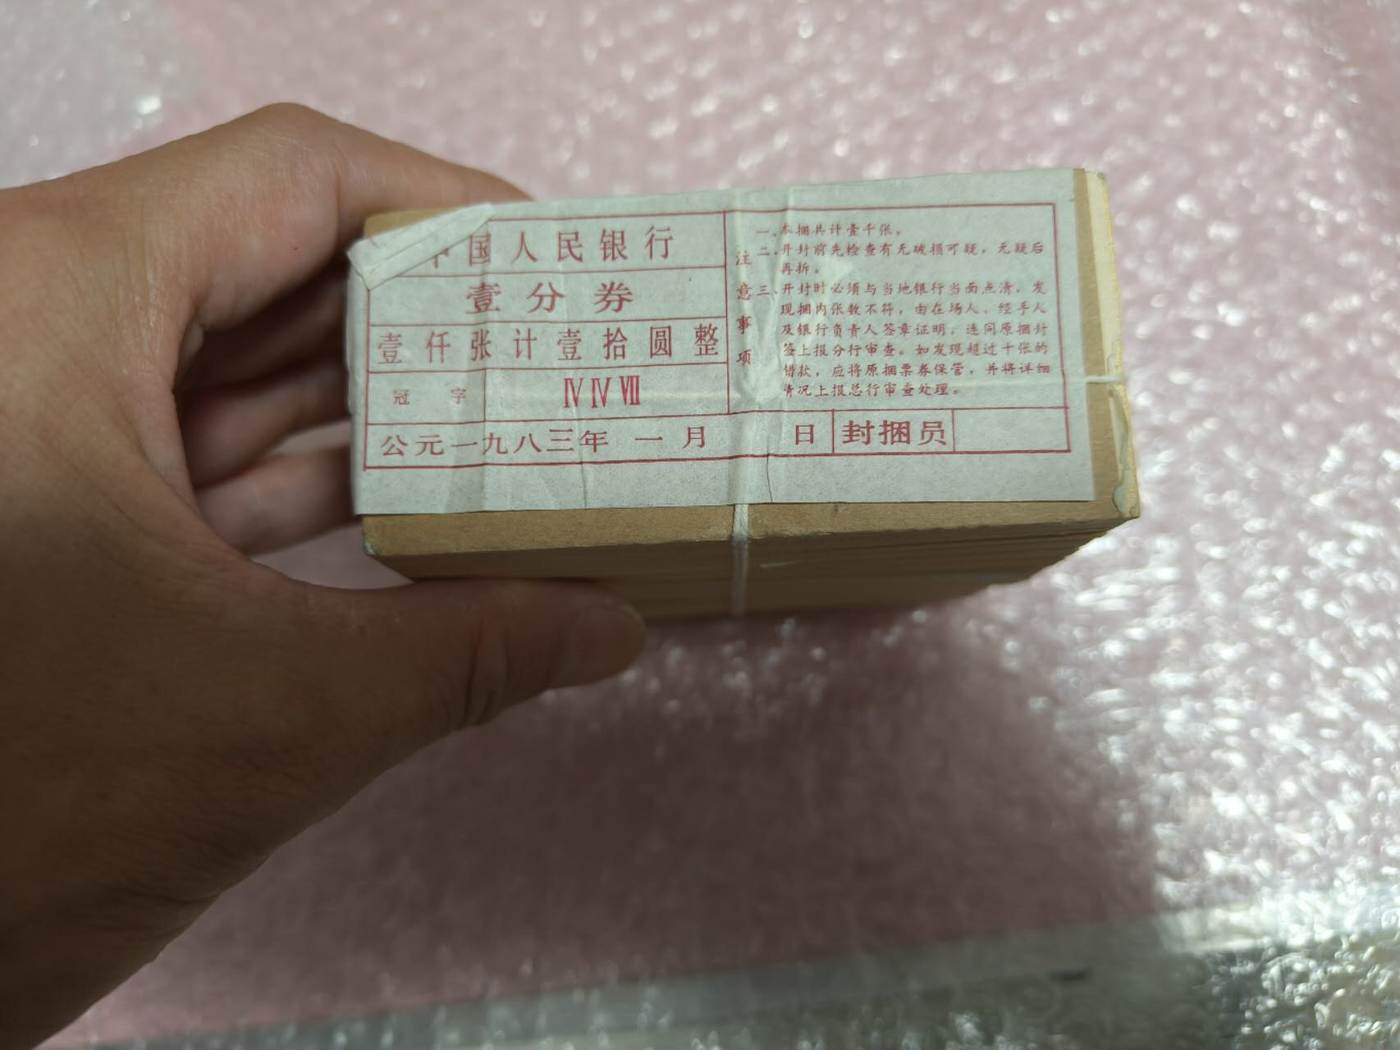 中国人民银行
壹分券
壹仟张计壹拾圆整
冠字 ⅣⅣⅦ
公元一九八三年 一月 日 封捆员
注意事项
一、本捆共计壹千张。
二、开封前先检查有无破损可疑，无疑后
再拆。
三、开封时必须与当地银行当面点清，发
现捆内张数不符，由在场人、经手人
及银行负责人签章证明，连同原捆封
签上报分行审查。如发现超过千张的
错款，应将原捆票券保管，并将详细
情况上报总行审查处理。